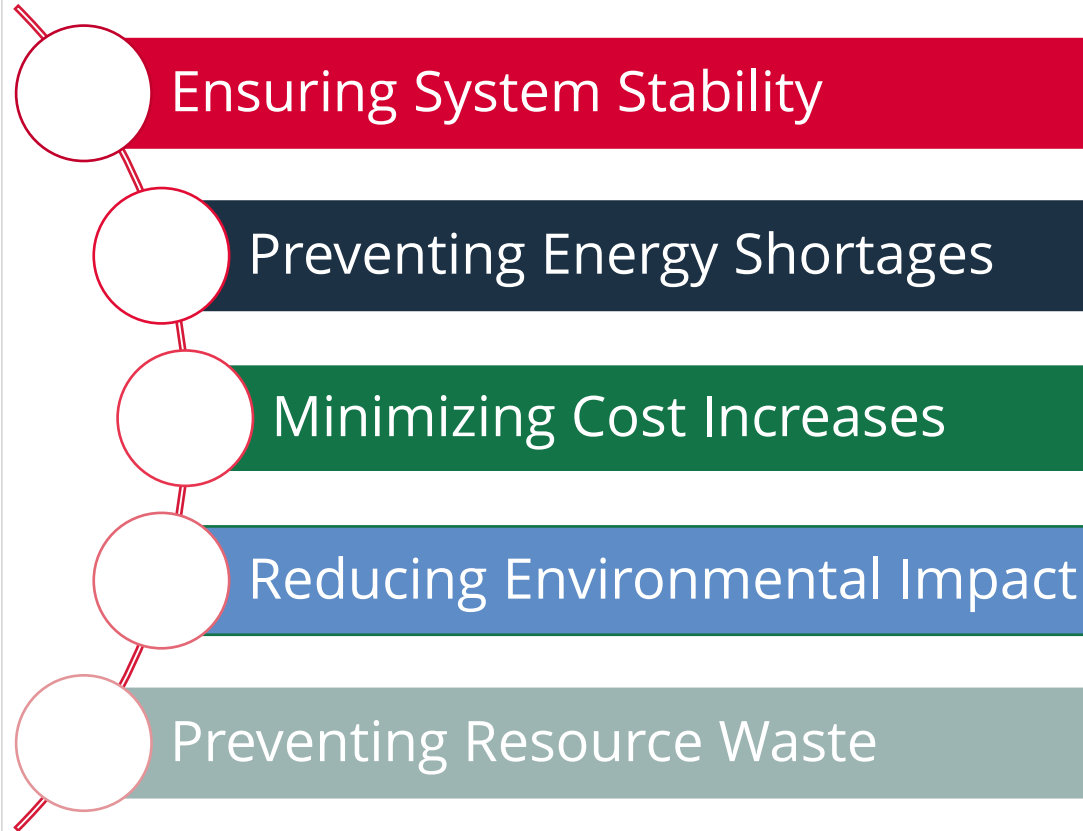 Ensuring System Stability
Preventing Energy Shortages
Minimizing Cost Increases
Reducing Environmental Impact
Preventing Resource Waste